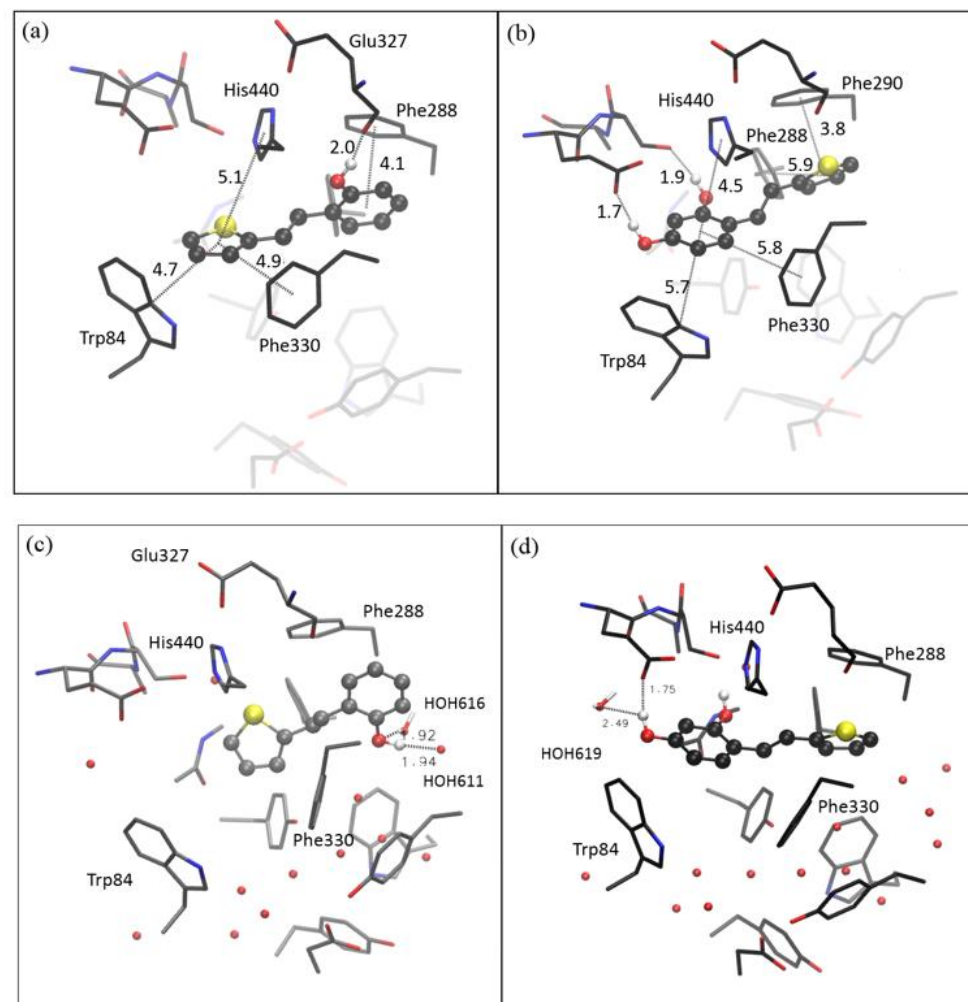 (a)
Glu327
His440
Phe288
2.0
4.1
5.1
4.7
4.9
Trp84
Phe330
(b)
Phe290
His440
Phe288
3.8
5.9
1.9
4.5
1.7
5.8
5.7
Phe330
Trp84
(c)
Glu327
Phe288
His440
HOH616
1.92
1.94
HOH611
Phe330
Trp84
(d)
His440
Phe288
1.75
2.49
HOH619
Phe330
Trp84